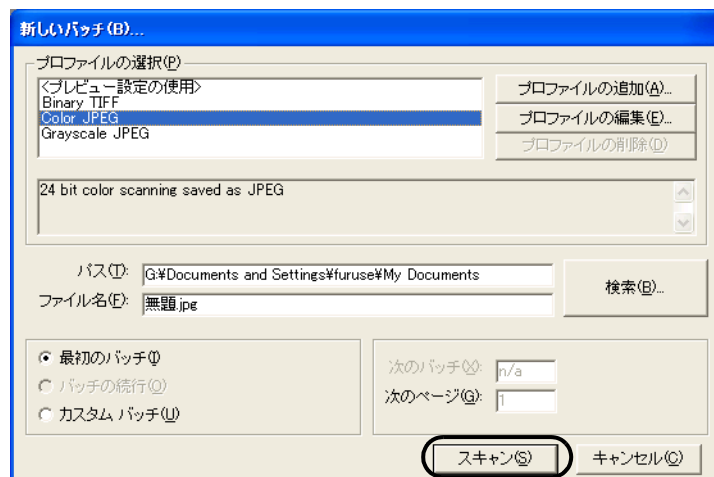 新しいバッチ(B)...
プロファイルの選択(P)
<プレビュー設定の使用>
Binary TIFF
Color JPEG
Grayscale JPEG
プロファイルの追加(A)...
プロファイルの編集(E)...
プロファイルの削除(D)
24 bit color scanning saved as JPEG
パス(T): G:¥Documents and Settings¥furuse¥My Documents
ファイル名(F): 無題.jpg
検索(B)...
最初のバッチ(I)
バッチの続行(O)
カスタム バッチ(U)
次のバッチ(X): n/a
次のページ(G): 1
スキャン(S)
キャンセル(C)